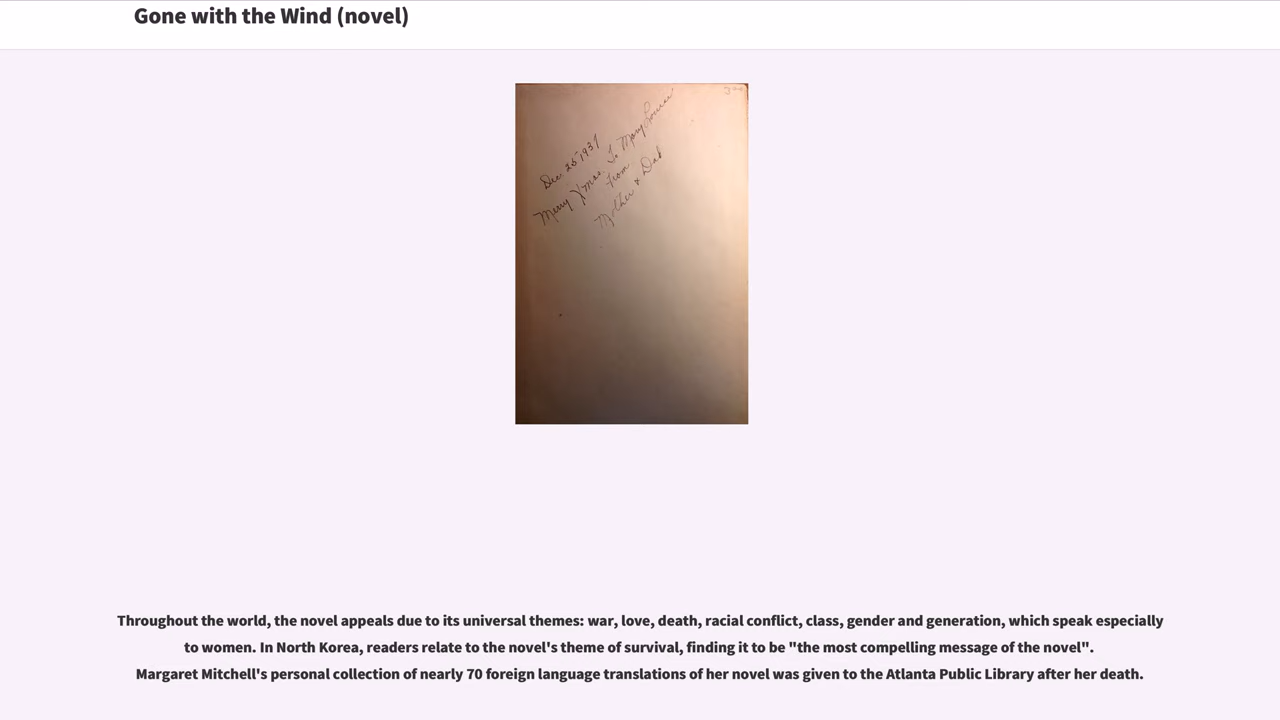 Gone with the Wind (novel)
Dec. 25 1937
Merry Xmas. To Mary Louise
From
Mother & Dad
Throughout the world, the novel appeals due to its universal themes: war, love, death, racial conflict, class, gender and generation, which speak especially
to women. In North Korea, readers relate to the novel's theme of survival, finding it to be "the most compelling message of the novel".
Margaret Mitchell's personal collection of nearly 70 foreign language translations of her novel was given to the Atlanta Public Library after her death.